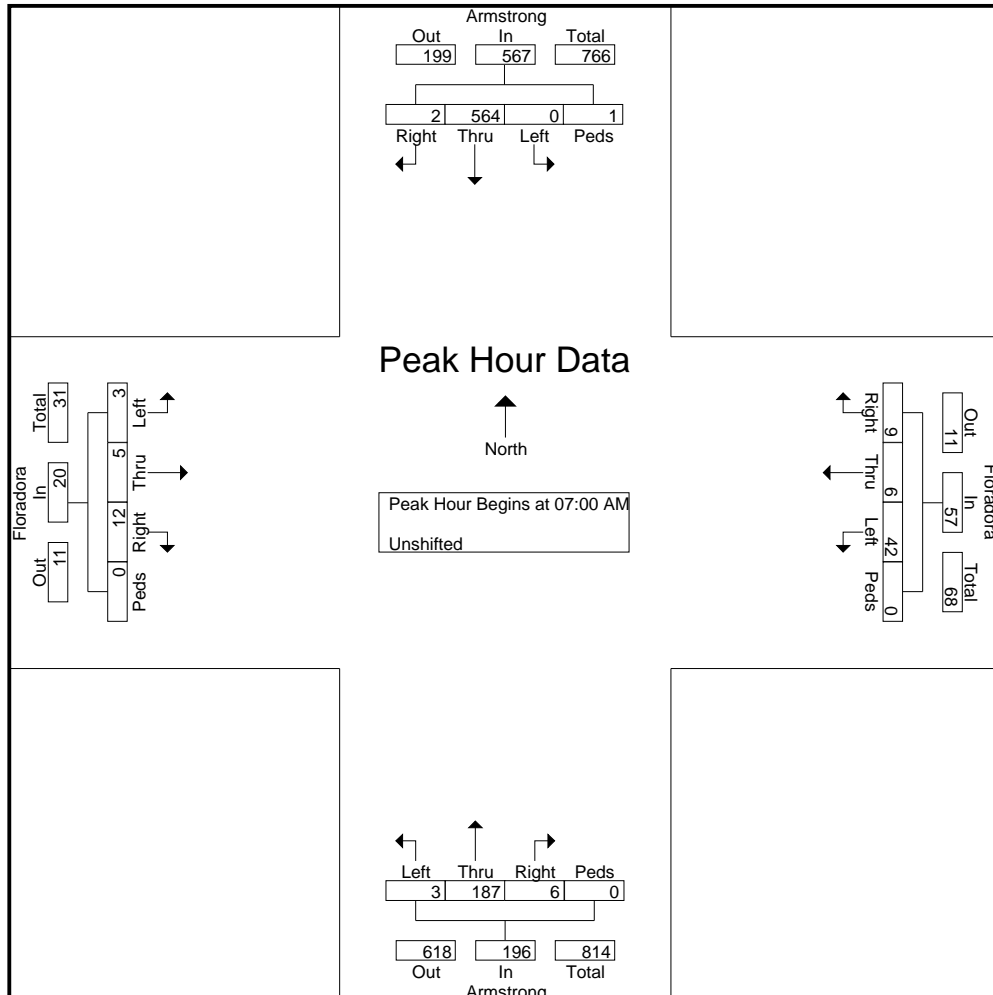 Armstrong
Out In Total
199 567 766
2 564 0 1
Right Thru Left Peds
Peak Hour Data
North
Peak Hour Begins at 07:00 AM
Unshifted
Floradora
Total In Out
31 20 11
3 5 12 0
Left Thru Right Peds
Floradora
Out In Total
11 57 68
9 6 42 0
Right Thru Left Peds
Left Thru Right Peds
3 187 6 0
618 196 814
Out In Total
Armstrong